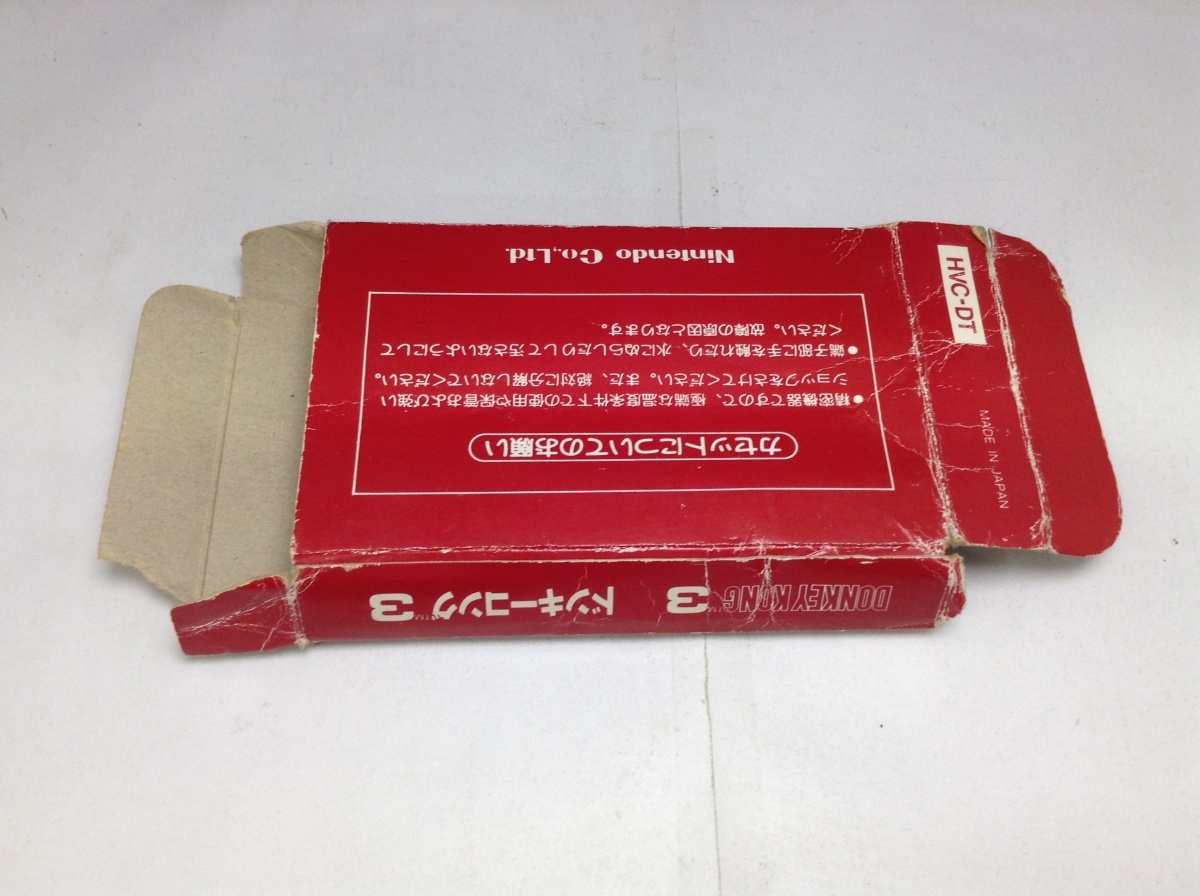 カセットについてのお願い
●精密機器ですので、極端な温度条件下での使用や保管および強い
ショックをさけてください。また、絶対に分解しないでください。
●端子部に手を触れたり、水にぬらしたりして汚さないようにして
ください。故障の原因となります。
Nintendo Co.,Ltd.
DONKEY KONG 3 ドンキーコング 3
TM TM
HVC-DT
MADE IN JAPAN